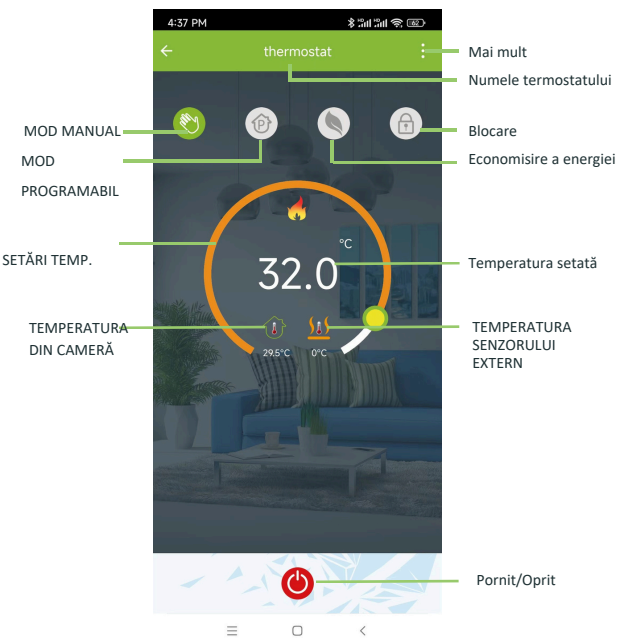 4:37 PM
62
thermostat
Mai mult
Numele termostatului
MOD MANUAL
MOD
PROGRAMABIL
P
Blocare
Economisire a energiei
SETĂRI TEMP.
°C
32.0
Temperatura setată
TEMPERATURA
DIN CAMERĂ
29.5°C
0°C
TEMPERATURA
SENZORULUI
EXTERN
Pornit/Oprit